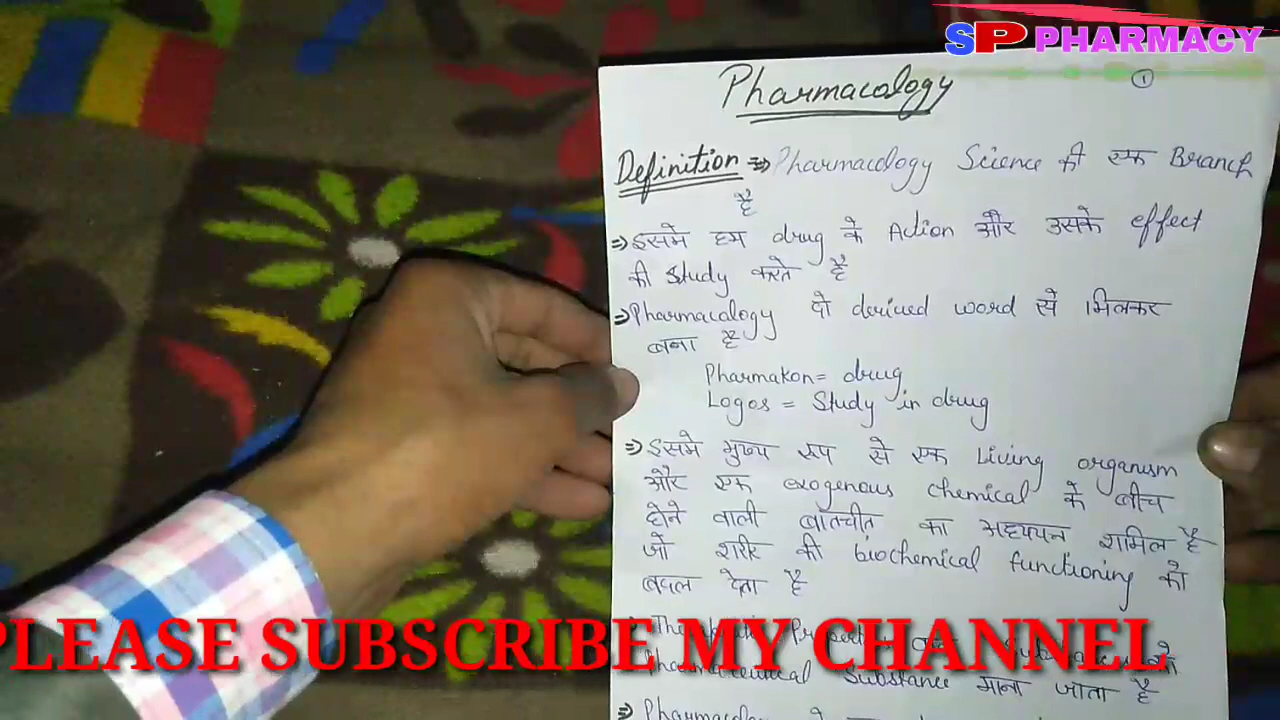 SP PHARMACY
Pharmacology
1
Definition ⇒ Pharmacology Science की एक Branch
है
⇒ इसमे हम drug के Action और उसके effect
की study करते है
⇒ Pharmacology दो derived word से मिलकर
बना है
Pharmakon = drug
Logos = Study in drug
⇒ इसमे मुख्य रूप से एक Living organism
और एक exogenous chemical के बीच
होने वाली बातचीत का अध्ययन शामिल है
जो शरीर की biochemical functioning को
बदल देता है
PLEASE SUBSCRIBE MY CHANNEL
Pharmaceutical substance माना जाता है
⇒ Pharmacology